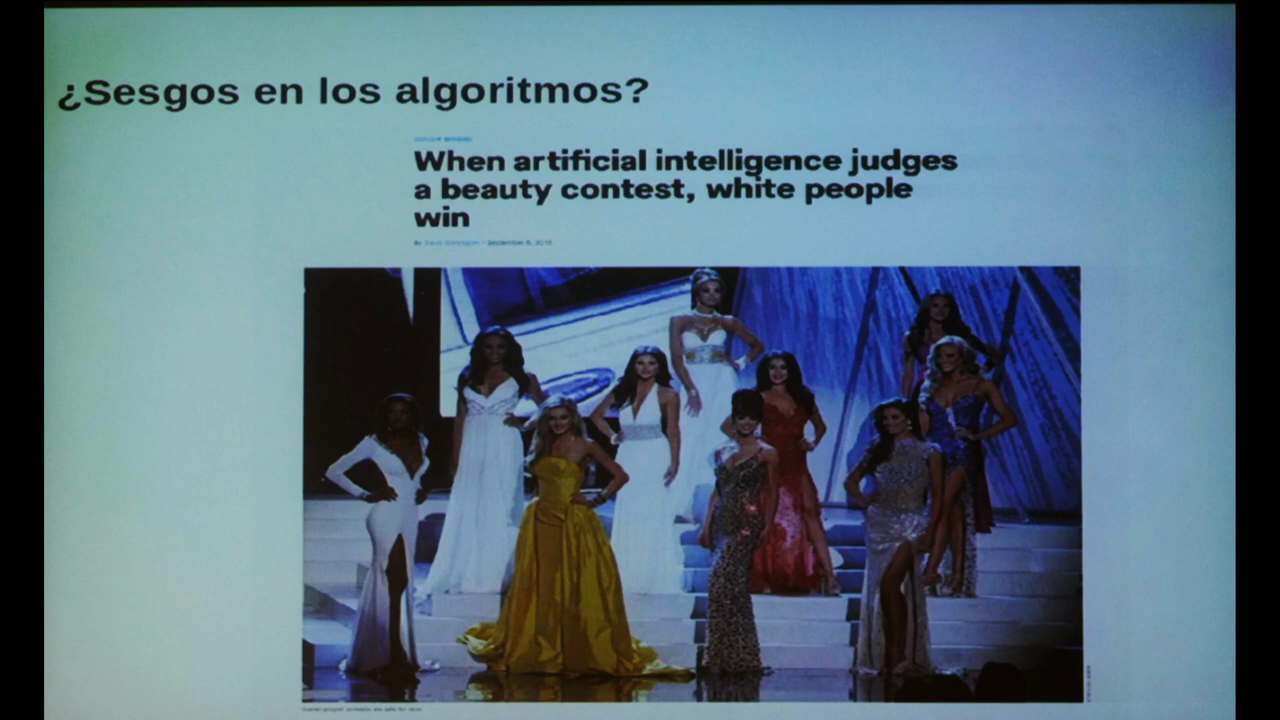 ¿Sesgos en los algoritmos?
When artificial intelligence judges
a beauty contest, white people
win